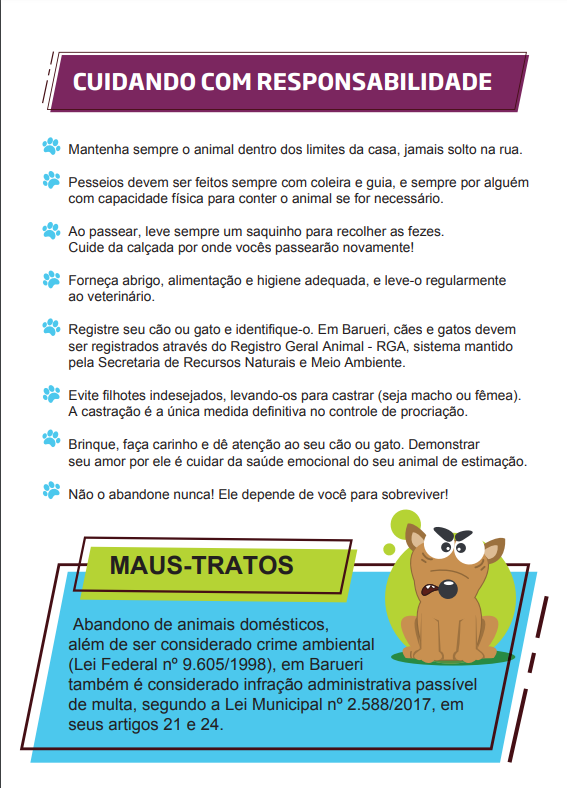 CUIDANDO COM RESPONSABILIDADE
Mantenha sempre o animal dentro dos limites da casa, jamais solto na rua.
Pesseios devem ser feitos sempre com coleira e guia, e sempre por alguém
com capacidade física para conter o animal se for necessário.
Ao passear, leve sempre um saquinho para recolher as fezes.
Cuide da calçada por onde vocês passearão novamente!
Forneça abrigo, alimentação e higiene adequada, e leve-o regularmente
ao veterinário.
Registre seu cão ou gato e identifique-o. Em Barueri, cães e gatos devem
ser registrados através do Registro Geral Animal - RGA, sistema mantido
pela Secretaria de Recursos Naturais e Meio Ambiente.
Evite filhotes indesejados, levando-os para castrar (seja macho ou fêmea).
A castração é a única medida definitiva no controle de procriação.
Brinque, faça carinho e dê atenção ao seu cão ou gato. Demonstrar
seu amor por ele é cuidar da saúde emocional do seu animal de estimação.
Não o abandone nunca! Ele depende de você para sobreviver!
MAUS-TRATOS
Abandono de animais domésticos,
além de ser considerado crime ambiental
(Lei Federal nº 9.605/1998), em Barueri
também é considerado infração administrativa passível
de multa, segundo a Lei Municipal nº 2.588/2017, em
seus artigos 21 e 24.